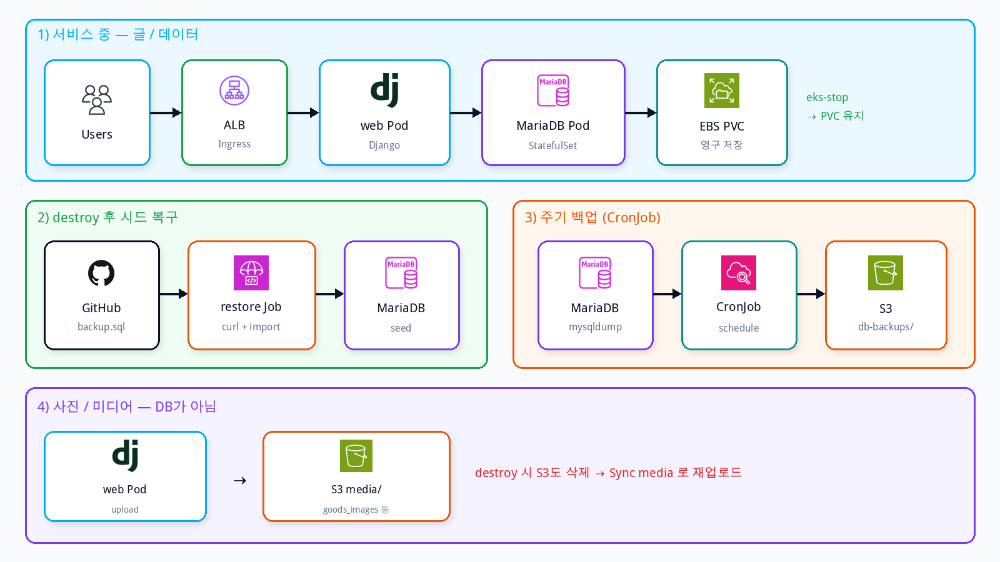 1) 서비스 중 — 글 / 데이터
Users
ALB
Ingress
dj
web Pod
Django
MariaDB
MariaDB Pod
StatefulSet
EBS PVC
영구 저장
eks-stop
→ PVC 유지
2) destroy 후 시드 복구
GitHub
backup.sql
restore Job
curl + import
MariaDB
MariaDB
seed
3) 주기 백업 (CronJob)
MariaDB
MariaDB
mysqldump
CronJob
schedule
S3
db-backups/
4) 사진 / 미디어 — DB가 아님
dj
web Pod
upload
→
S3 media/
goods_images 등
destroy 시 S3도 삭제 → Sync media 로 재업로드